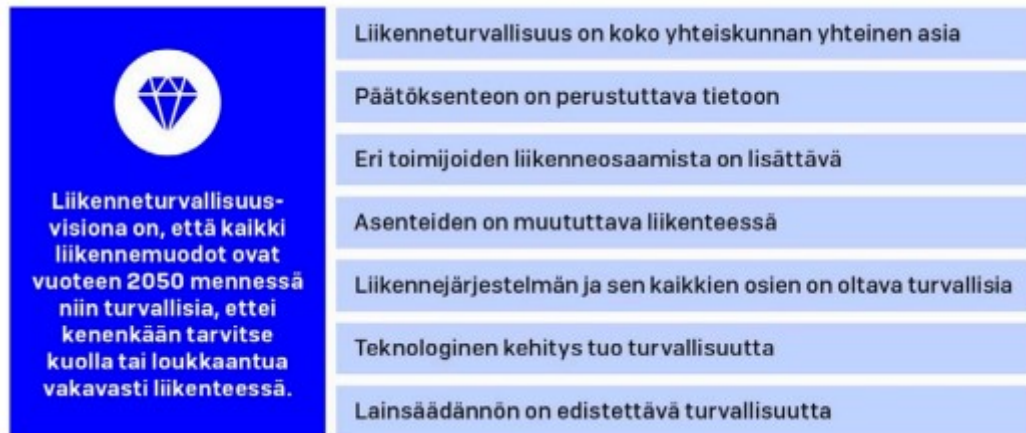 Liikenneturvallisuus-
visiona on, että kaikki
liikennemuodot ovat
vuoteen 2050 mennessä
niin turvallisia, ettei
kenenkään tarvitse
kuolla tai loukkaantua
vakavasti liikenteessä.
Liikenneturvallisuus on koko yhteiskunnan yhteinen asia
Päätöksenteon on perustuttava tietoon
Eri toimijoiden liikenneosaamista on lisättävä
Asenteiden on muututtava liikenteessä
Liikennejärjestelmän ja sen kaikkien osien on oltava turvallisia
Teknologinen kehitys tuo turvallisuutta
Lainsäädännön on edistettävä turvallisuutta